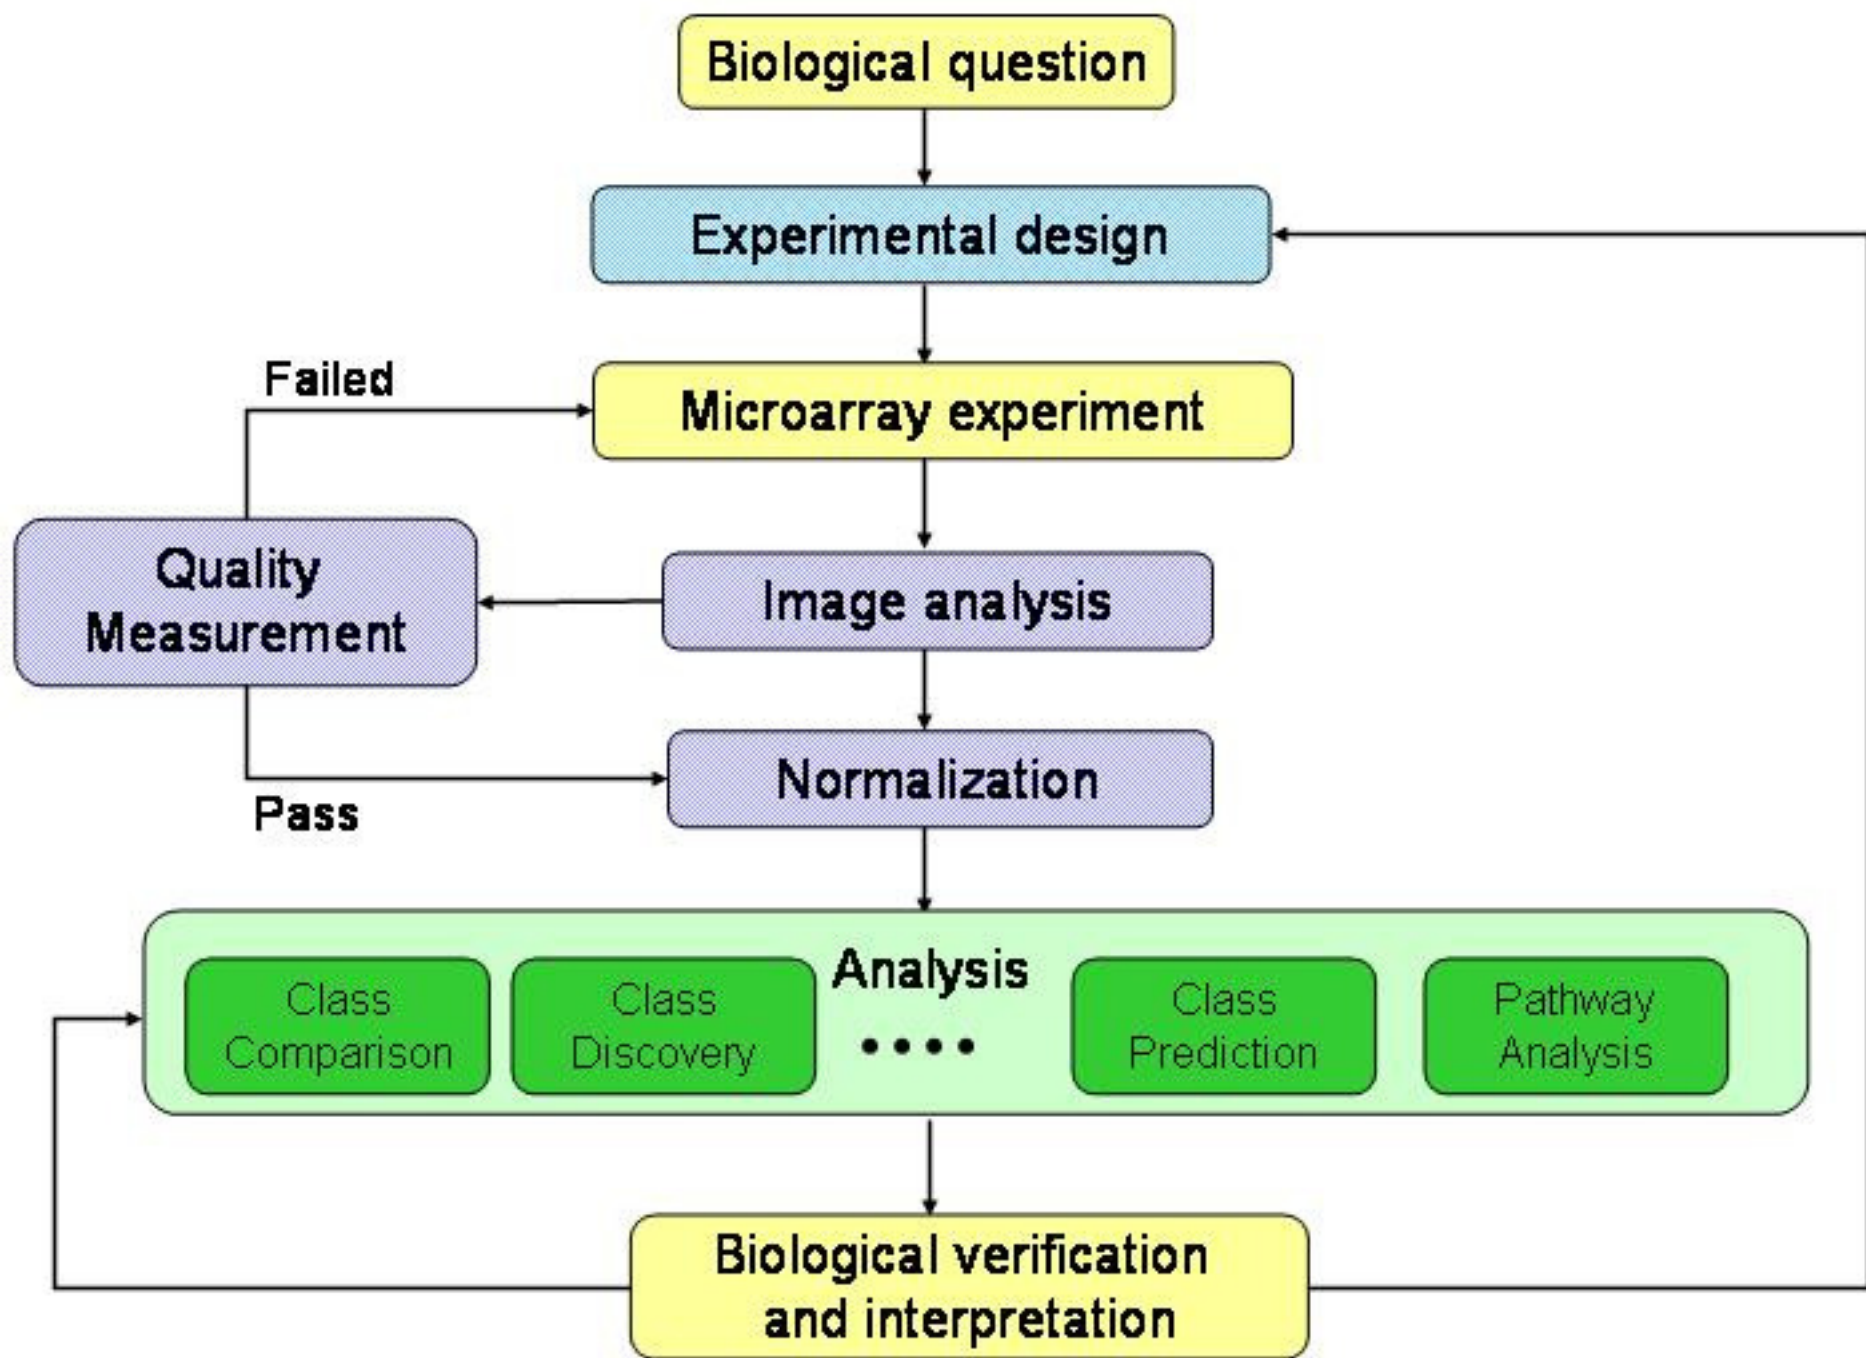 Biological question
Experimental design
Failed
Microarray experiment
Quality
Measurement
Image analysis
Normalization
Pass
Analysis
Class
Comparison
Class
Discovery
••••
Class
Prediction
Pathway
Analysis
Biological verification
and interpretation